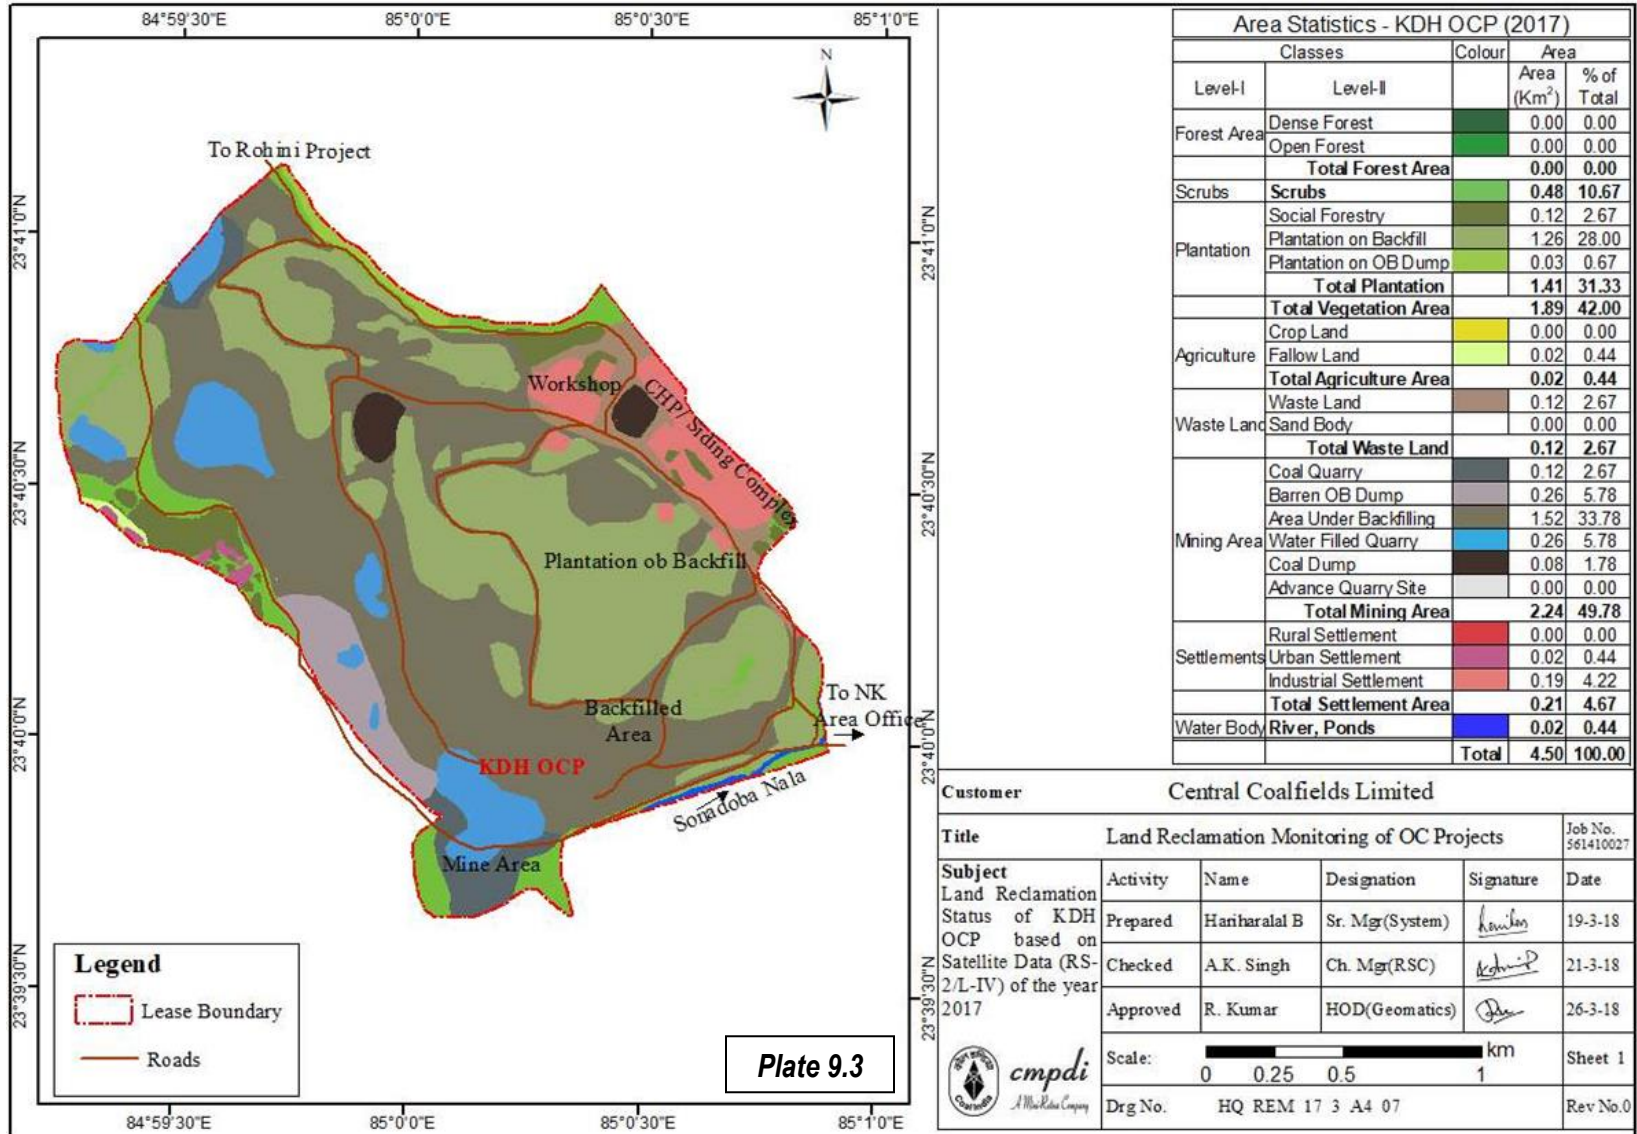 84°59'30"E 85°0'0"E 85°0'30"E 85°1'0"E
N
To Rohini Project
23°41'0"N
23°41'0"N
Workshop
CHP/ Siding Complex
23°40'30"N
23°40'30"N
Plantation ob Backfill
To NK
Area Office
Backfilled
Area
23°40'0"N
23°40'0"N
KDH OCP
Sonadoba Nala
Mine Area
23°39'30"N
23°39'30"N
Legend
Lease Boundary
Roads
Plate 9.3
84°59'30"E 85°0'0"E 85°0'30"E 85°1'0"E
Area Statistics - KDH OCP (2017)
Classes Colour Area
Level-I Level-II Area (Km²) % of Total
Forest Area Dense Forest 0.00 0.00
Open Forest 0.00 0.00
Total Forest Area 0.00 0.00
Scrubs Scrubs 0.48 10.67
Plantation Social Forestry 0.12 2.67
Plantation on Backfill 1.26 28.00
Plantation on OB Dump 0.03 0.67
Total Plantation 1.41 31.33
Total Vegetation Area 1.89 42.00
Agriculture Crop Land 0.00 0.00
Fallow Land 0.02 0.44
Total Agriculture Area 0.02 0.44
Waste Land Waste Land 0.12 2.67
Sand Body 0.00 0.00
Total Waste Land 0.12 2.67
Mining Area Coal Quarry 0.12 2.67
Barren OB Dump 0.26 5.78
Area Under Backfilling 1.52 33.78
Water Filled Quarry 0.26 5.78
Coal Dump 0.08 1.78
Advance Quarry Site 0.00 0.00
Total Mining Area 2.24 49.78
Settlements Rural Settlement 0.00 0.00
Urban Settlement 0.02 0.44
Industrial Settlement 0.19 4.22
Total Settlement Area 0.21 4.67
Water Body River, Ponds 0.02 0.44
Total 4.50 100.00
Customer Central Coalfields Limited
Title Land Reclamation Monitoring of OC Projects Job No. 561410027
Subject
Land Reclamation
Status of KDH
OCP based on
Satellite Data (RS-
2/L-IV) of the year
2017
Activity Name Designation Signature Date
Prepared Hariharalal B Sr. Mgr(System) 19-3-18
Checked A.K. Singh Ch. Mgr(RSC) 21-3-18
Approved R. Kumar HOD(Geomatics) 26-3-18
cmpdi
A Mini Ratna Company
Scale: 0 0.25 0.5 1 km Sheet 1
Drg No. HQ REM 17 3 A4 07 Rev No.0